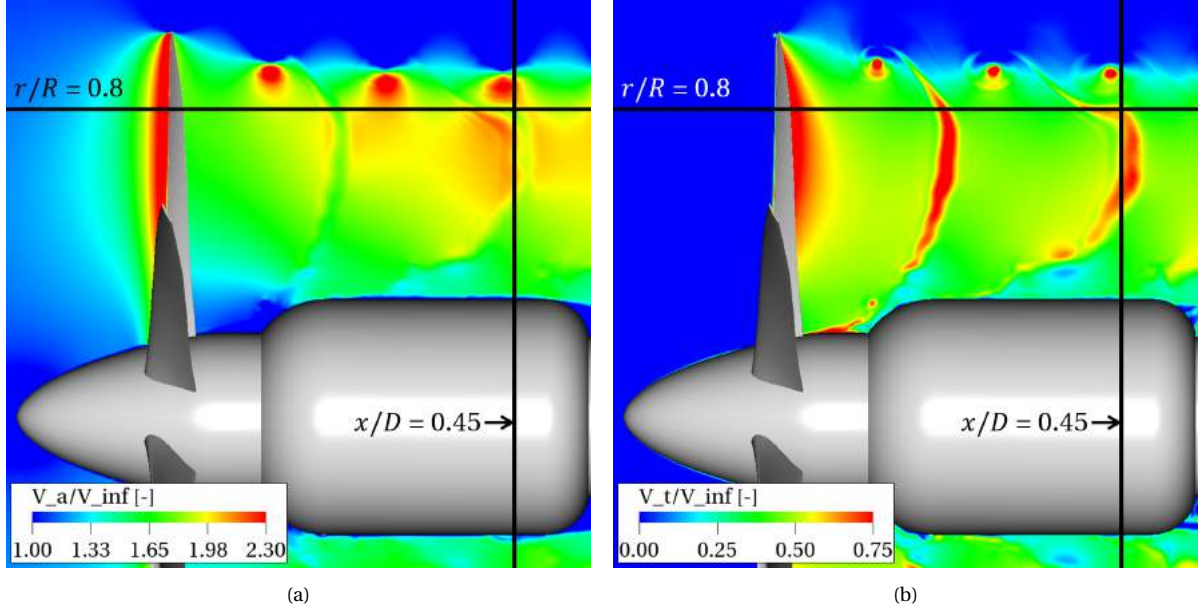 r/R = 0.8
x/D = 0.45
V_a/V_inf [-]
1.00 1.33 1.65 1.98 2.30
(a)
r/R = 0.8
x/D = 0.45
V_t/V_inf [-]
0.00 0.25 0.50 0.75
(b)